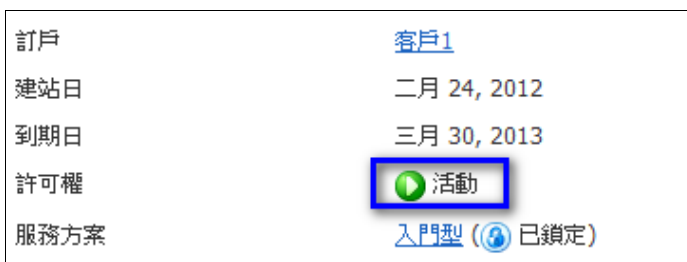 訂戶 客戶1
建站日 二月 24, 2012
到期日 三月 30, 2013
許可權 活動
服務方案 入門型 ( 已鎖定)